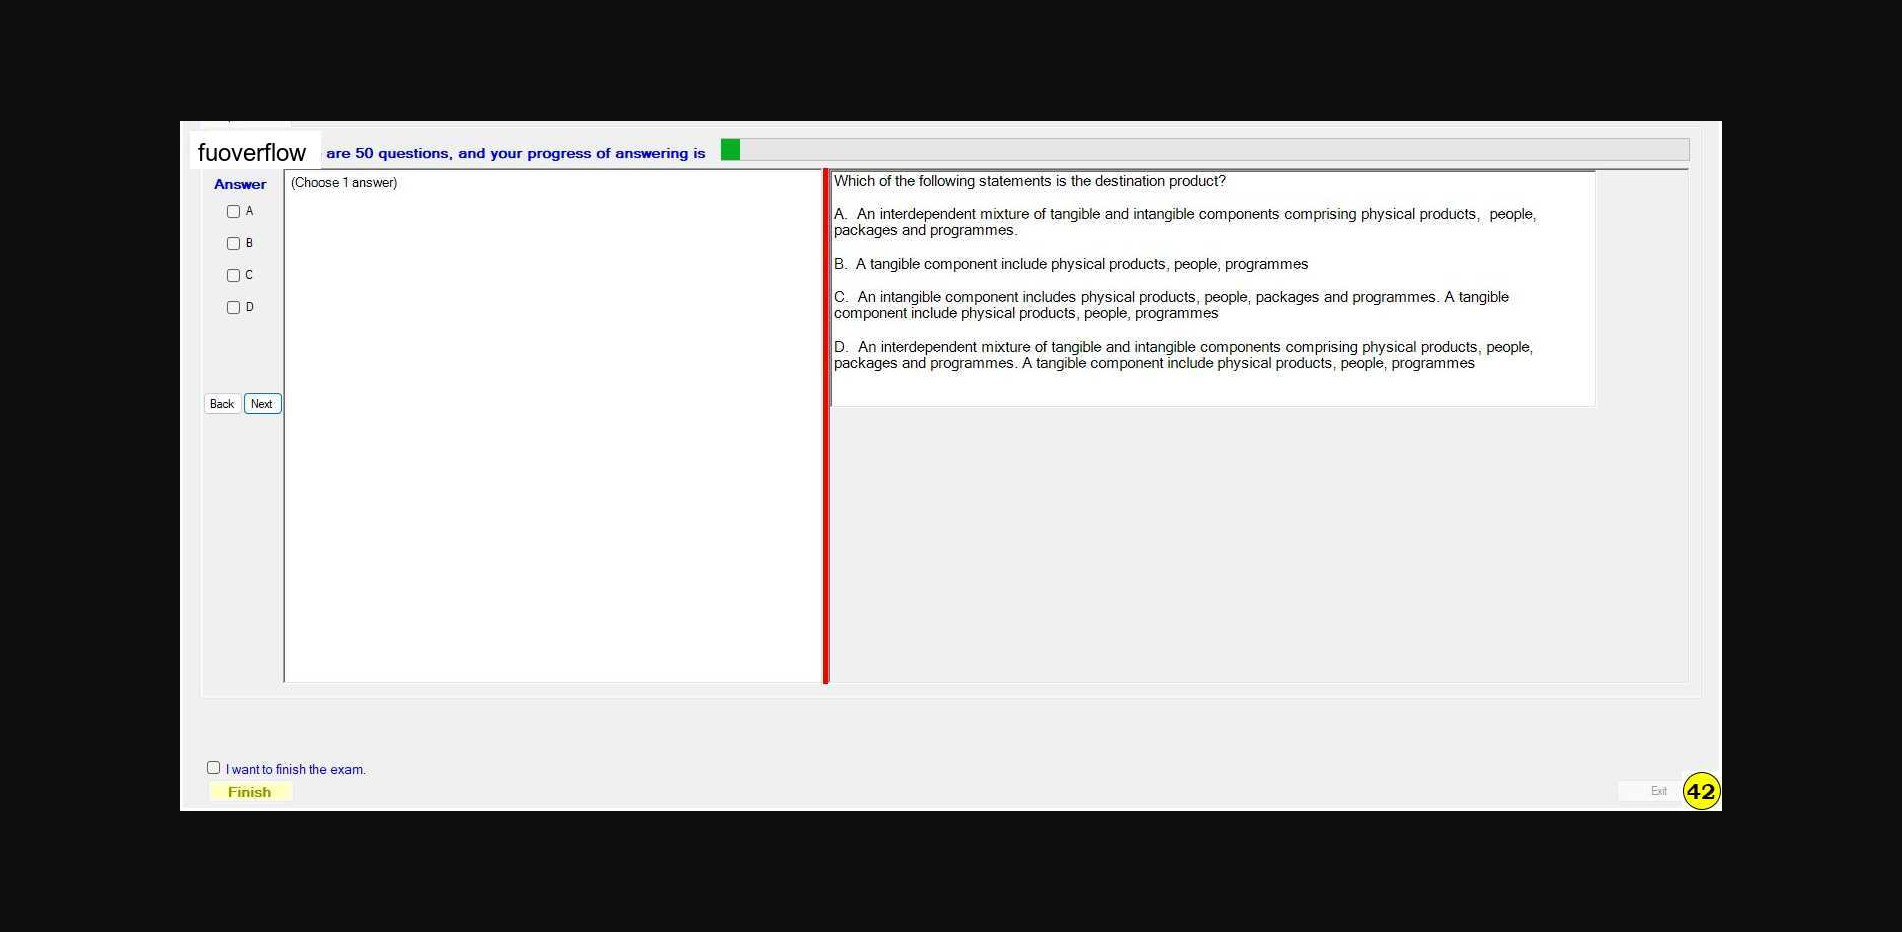 fuoverflow are 50 questions, and your progress of answering is
Answer
A
B
C
D
Back Next
(Choose 1 answer)
Which of the following statements is the destination product?
A. An interdependent mixture of tangible and intangible components comprising physical products, people,
packages and programmes.
B. A tangible component include physical products, people, programmes
C. An intangible component includes physical products, people, packages and programmes. A tangible
component include physical products, people, programmes
D. An interdependent mixture of tangible and intangible components comprising physical products, people,
packages and programmes. A tangible component include physical products, people, programmes
I want to finish the exam.
Finish
Exit
42